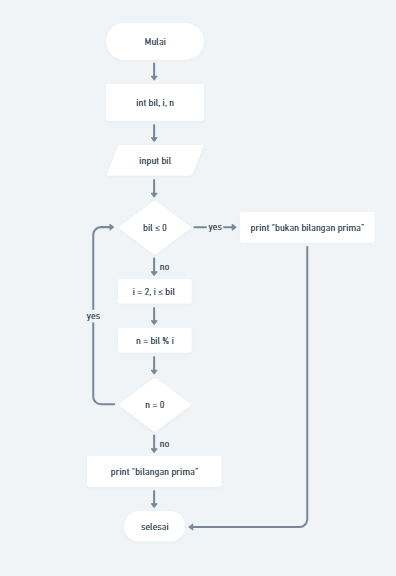 Mulai
int bil, i, n
input bil
bil ≤ 0
yes
print "bukan bilangan prima"
no
i = 2, i ≤ bil
yes
n = bil % i
n = 0
no
print "bilangan prima"
selesai